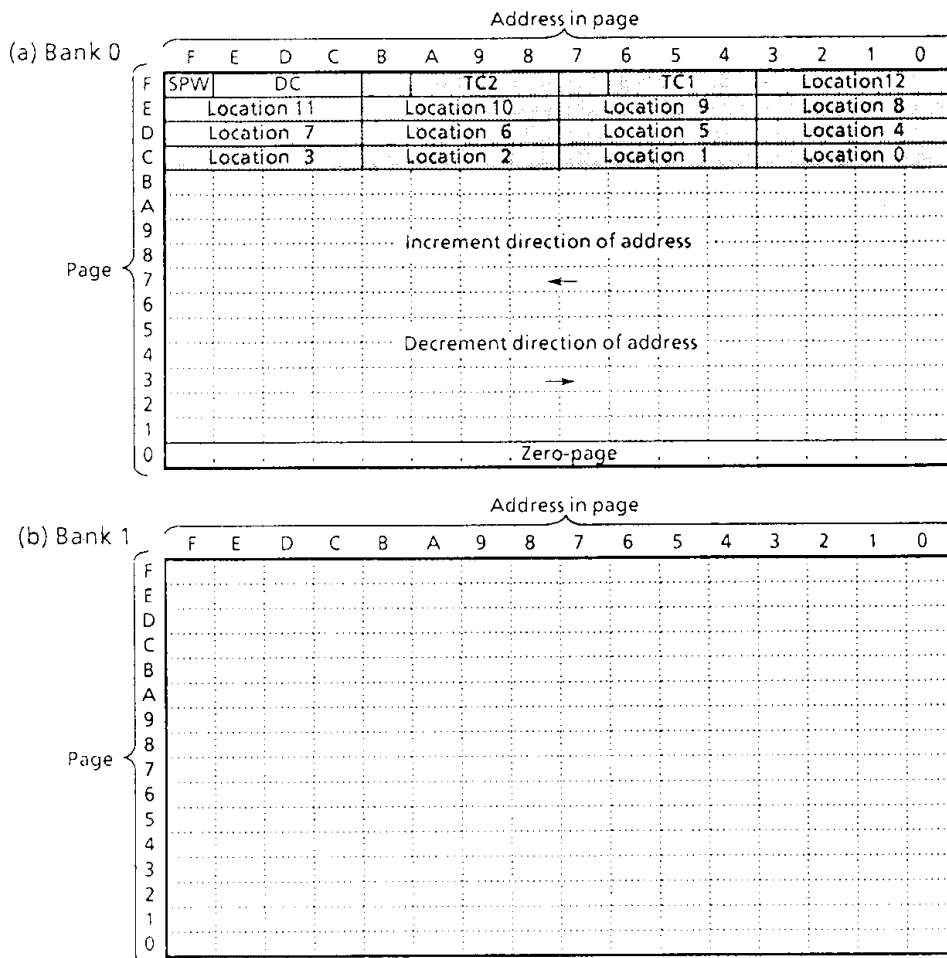 Address in page
(a) Bank 0
F E D C B A 9 8 7 6 5 4 3 2 1 0
F SPW DC TC2 TC1 Location12
E Location 11 Location 10 Location 9 Location 8
D Location 7 Location 6 Location 5 Location 4
C Location 3 Location 2 Location 1 Location 0
B
A
9
Increment direction of address
8
Page
7
←
6
5
Decrement direction of address
4
3
→
2
1
0 Zero-page
Address in page
(b) Bank 1
F E D C B A 9 8 7 6 5 4 3 2 1 0
F
E
D
C
B
A
9
8
Page
7
6
5
4
3
2
1
0